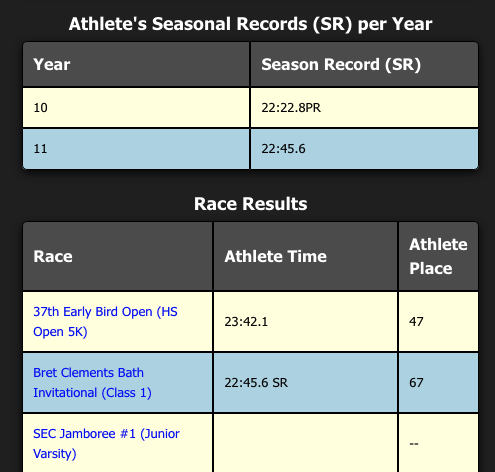 Athlete's Seasonal Records (SR) per Year
Year Season Record (SR)
10 22:22.8PR
11 22:45.6
Race Results
Race Athlete Time Athlete
Place
37th Early Bird Open (HS
Open 5K) 23:42.1 47
Bret Clements Bath
Invitational (Class 1) 22:45.6 SR 67
SEC Jamboree #1 (Junior
Varsity) --